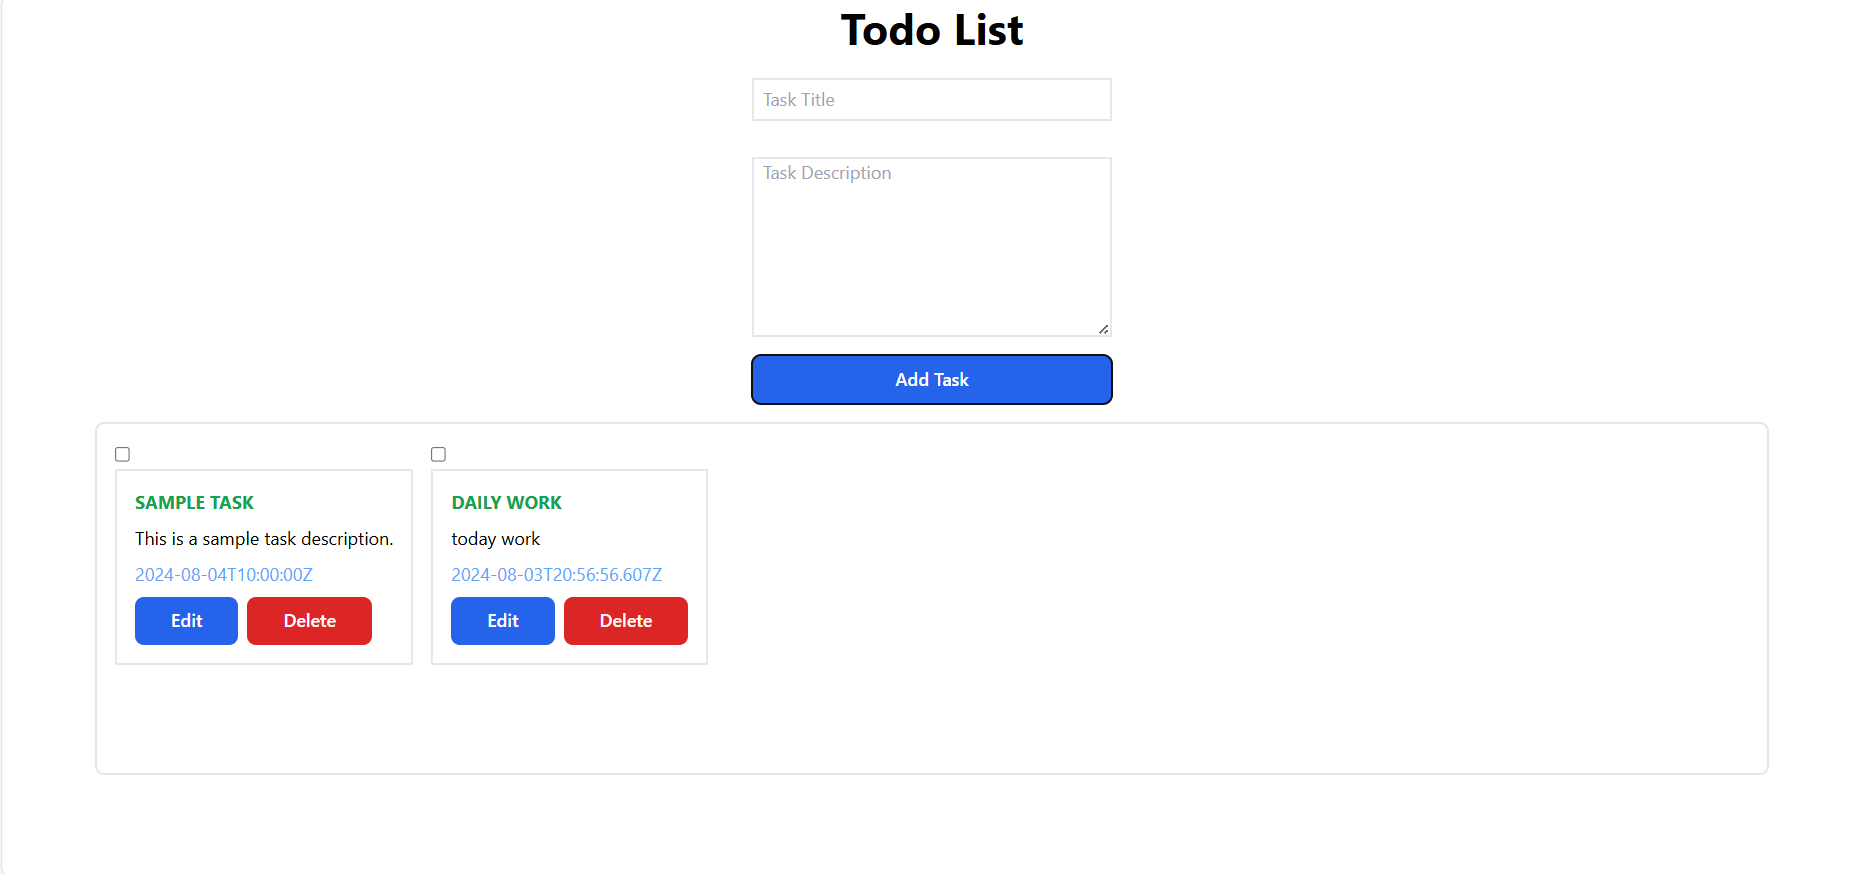 Todo List
Task Title
Task Description
Add Task
SAMPLE TASK
This is a sample task description.
2024-08-04T10:00:00Z
Edit Delete
DAILY WORK
today work
2024-08-03T20:56:56.607Z
Edit Delete